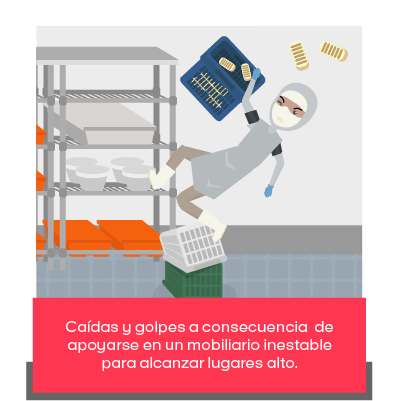 Caídas y golpes a consecuencia de
apoyarse en un mobiliario inestable
para alcanzar lugares alto.